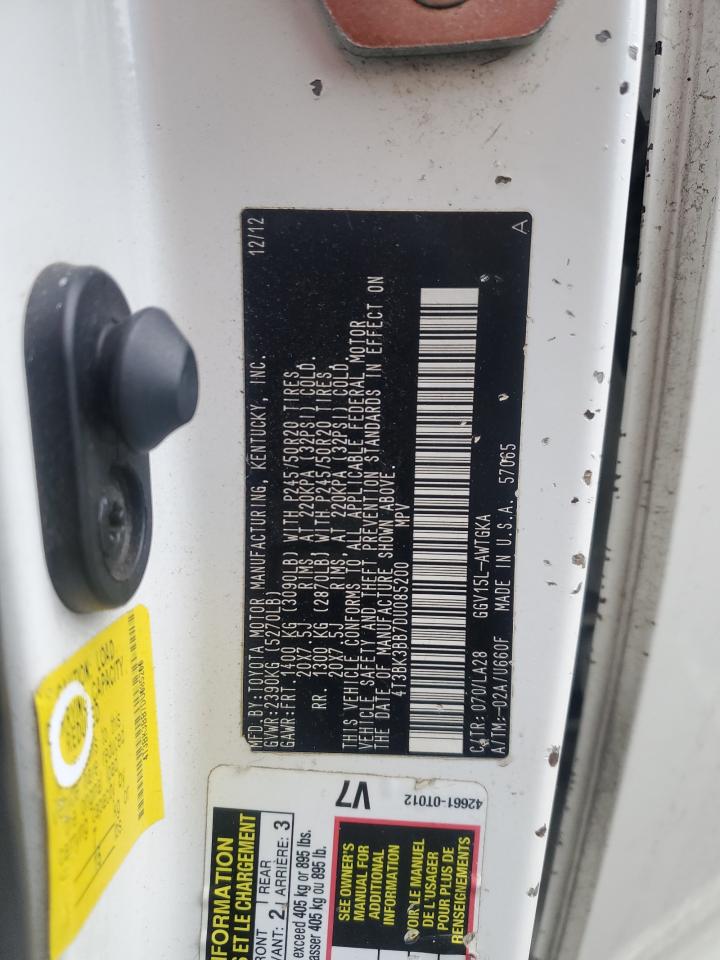 MFD.BY:TOYOTA MOTOR MANUFACTURING, KENTUCKY, INC. 12/12
GVWR:2390KG (5270LB)
GAWR:FRT. 1400 KG (3090LB) WITH P245/50R20 TIRES,
20X7.5J RIMS, AT 220KPA (32PSI) COLD.
RR. 1300 KG (2870LB) WITH P245/50R20 TIRES,
20X7.5J RIMS, AT 220KPA (32PSI) COLD.
THIS VEHICLE CONFORMS TO ALL APPLICABLE FEDERAL MOTOR
VEHICLE SAFETY AND THEFT PREVENTION STANDARDS IN EFFECT ON
THE DATE OF MANUFACTURE SHOWN ABOVE.
4T3BK3BB7DU085200 MPV
C/TR:070/LA28 GGV15L-AWTGKA
A/TM:-02A/U660F MADE IN U.S.A. 57065 A
LOAD
CAPACITY
INFORMATION
S ET LE CHARGEMENT
RONT | REAR
VANT: 2 | ARRIÈRE: 3
exceed 405 kg or 895 lbs.
asser 405 kg ou 895 lb.
V7
SEE OWNER'S
MANUAL FOR
ADDITIONAL
INFORMATION
VOIR LE MANUEL
DE L'USAGER
POUR PLUS DE
RENSEIGNEMENTS
42661-0T012